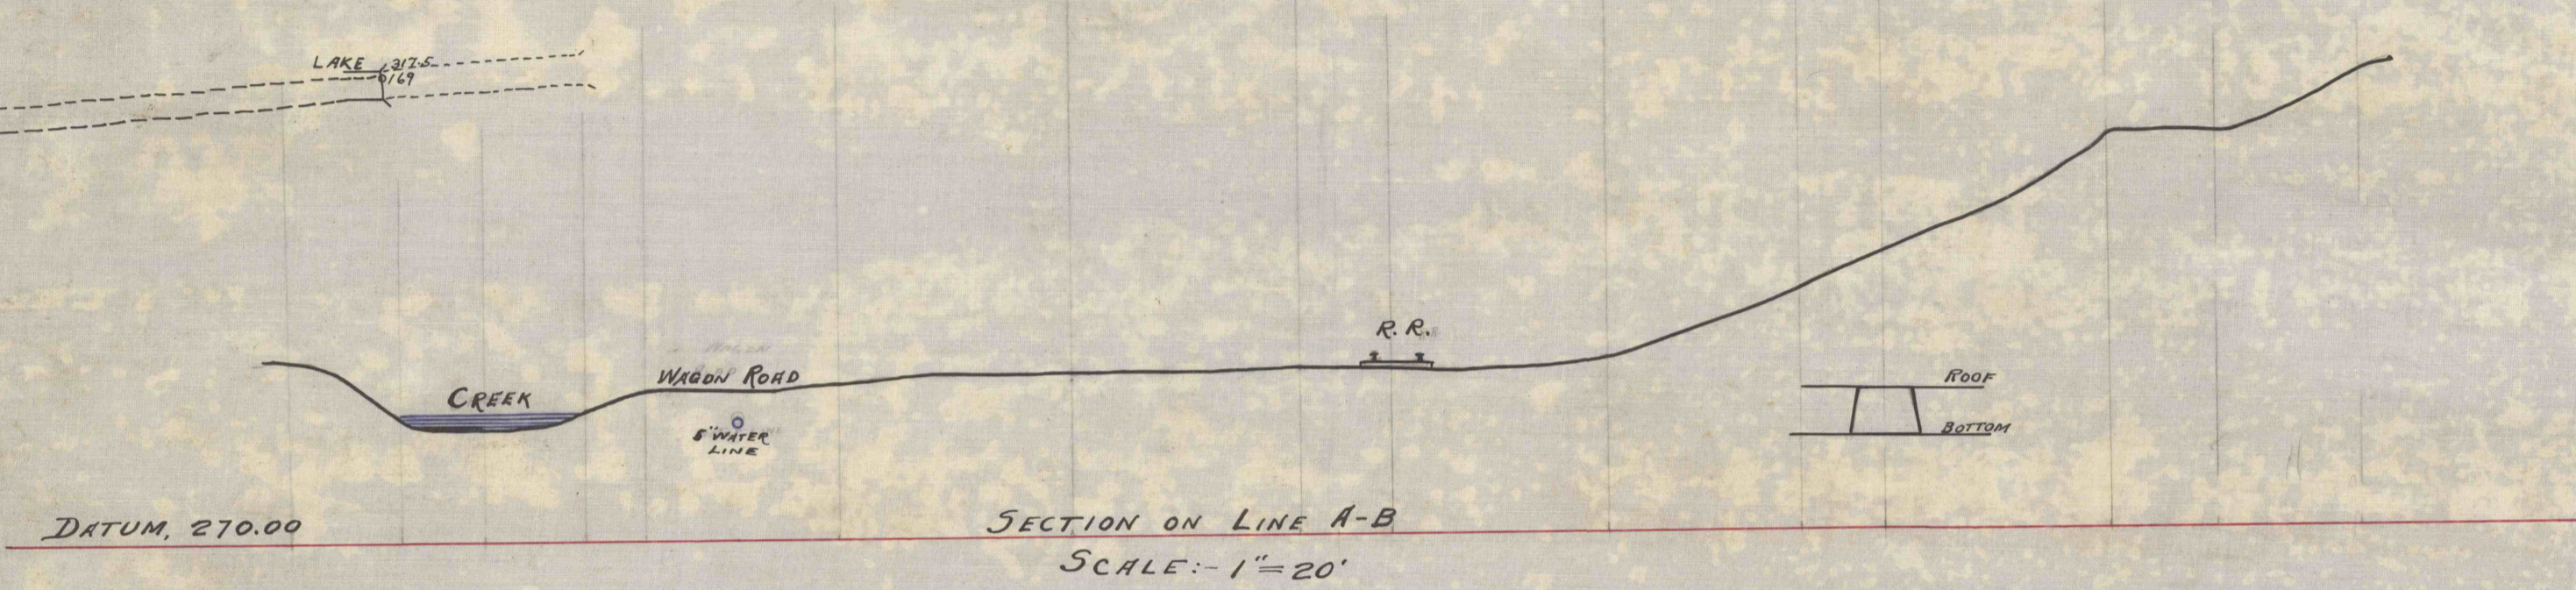 LAKE 317.5
169
R. R.
WAGON ROAD
CREEK
ROOF
5" WATER
LINE
BOTTOM
DATUM, 270.00
SECTION ON LINE A-B
SCALE:- 1"=20'